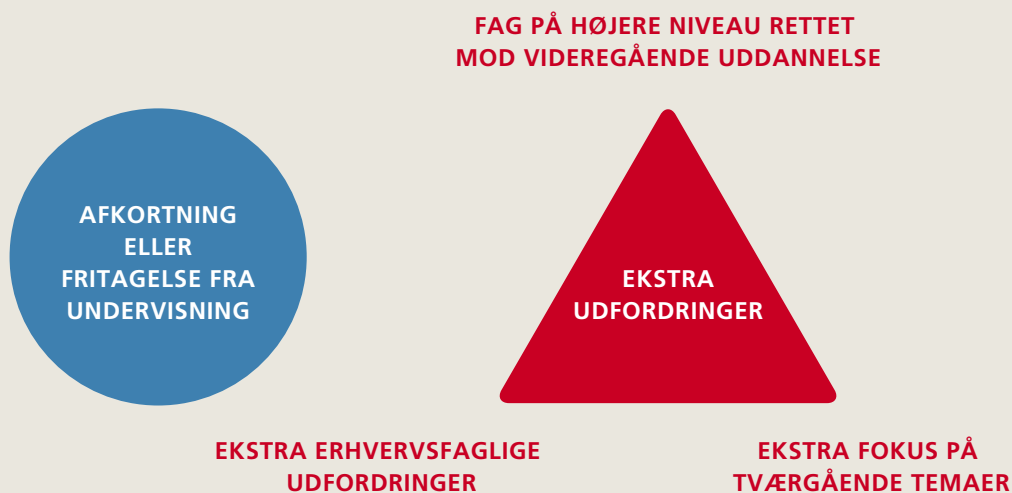 FAG PÅ HØJERE NIVEAU RETTET
MOD VIDEREGÅENDE UDDANNELSE
AFKORTNING
ELLER
FRITAGELSE FRA
UNDERVISNING
EKSTRA
UDFORDRINGER
EKSTRA ERHVERVSFAGLIGE
UDFORDRINGER
EKSTRA FOKUS PÅ
TVÆRGÅENDE TEMAER